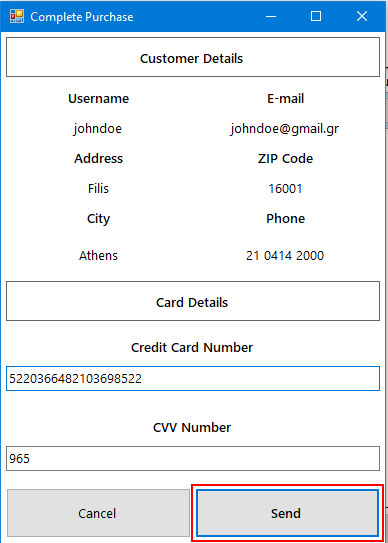 Complete Purchase
Customer Details
Username E-mail
johndoe johndoe@gmail.gr
Address ZIP Code
Filis 16001
City Phone
Athens 21 0414 2000
Card Details
Credit Card Number
5220366482103698522
CVV Number
965
Cancel Send